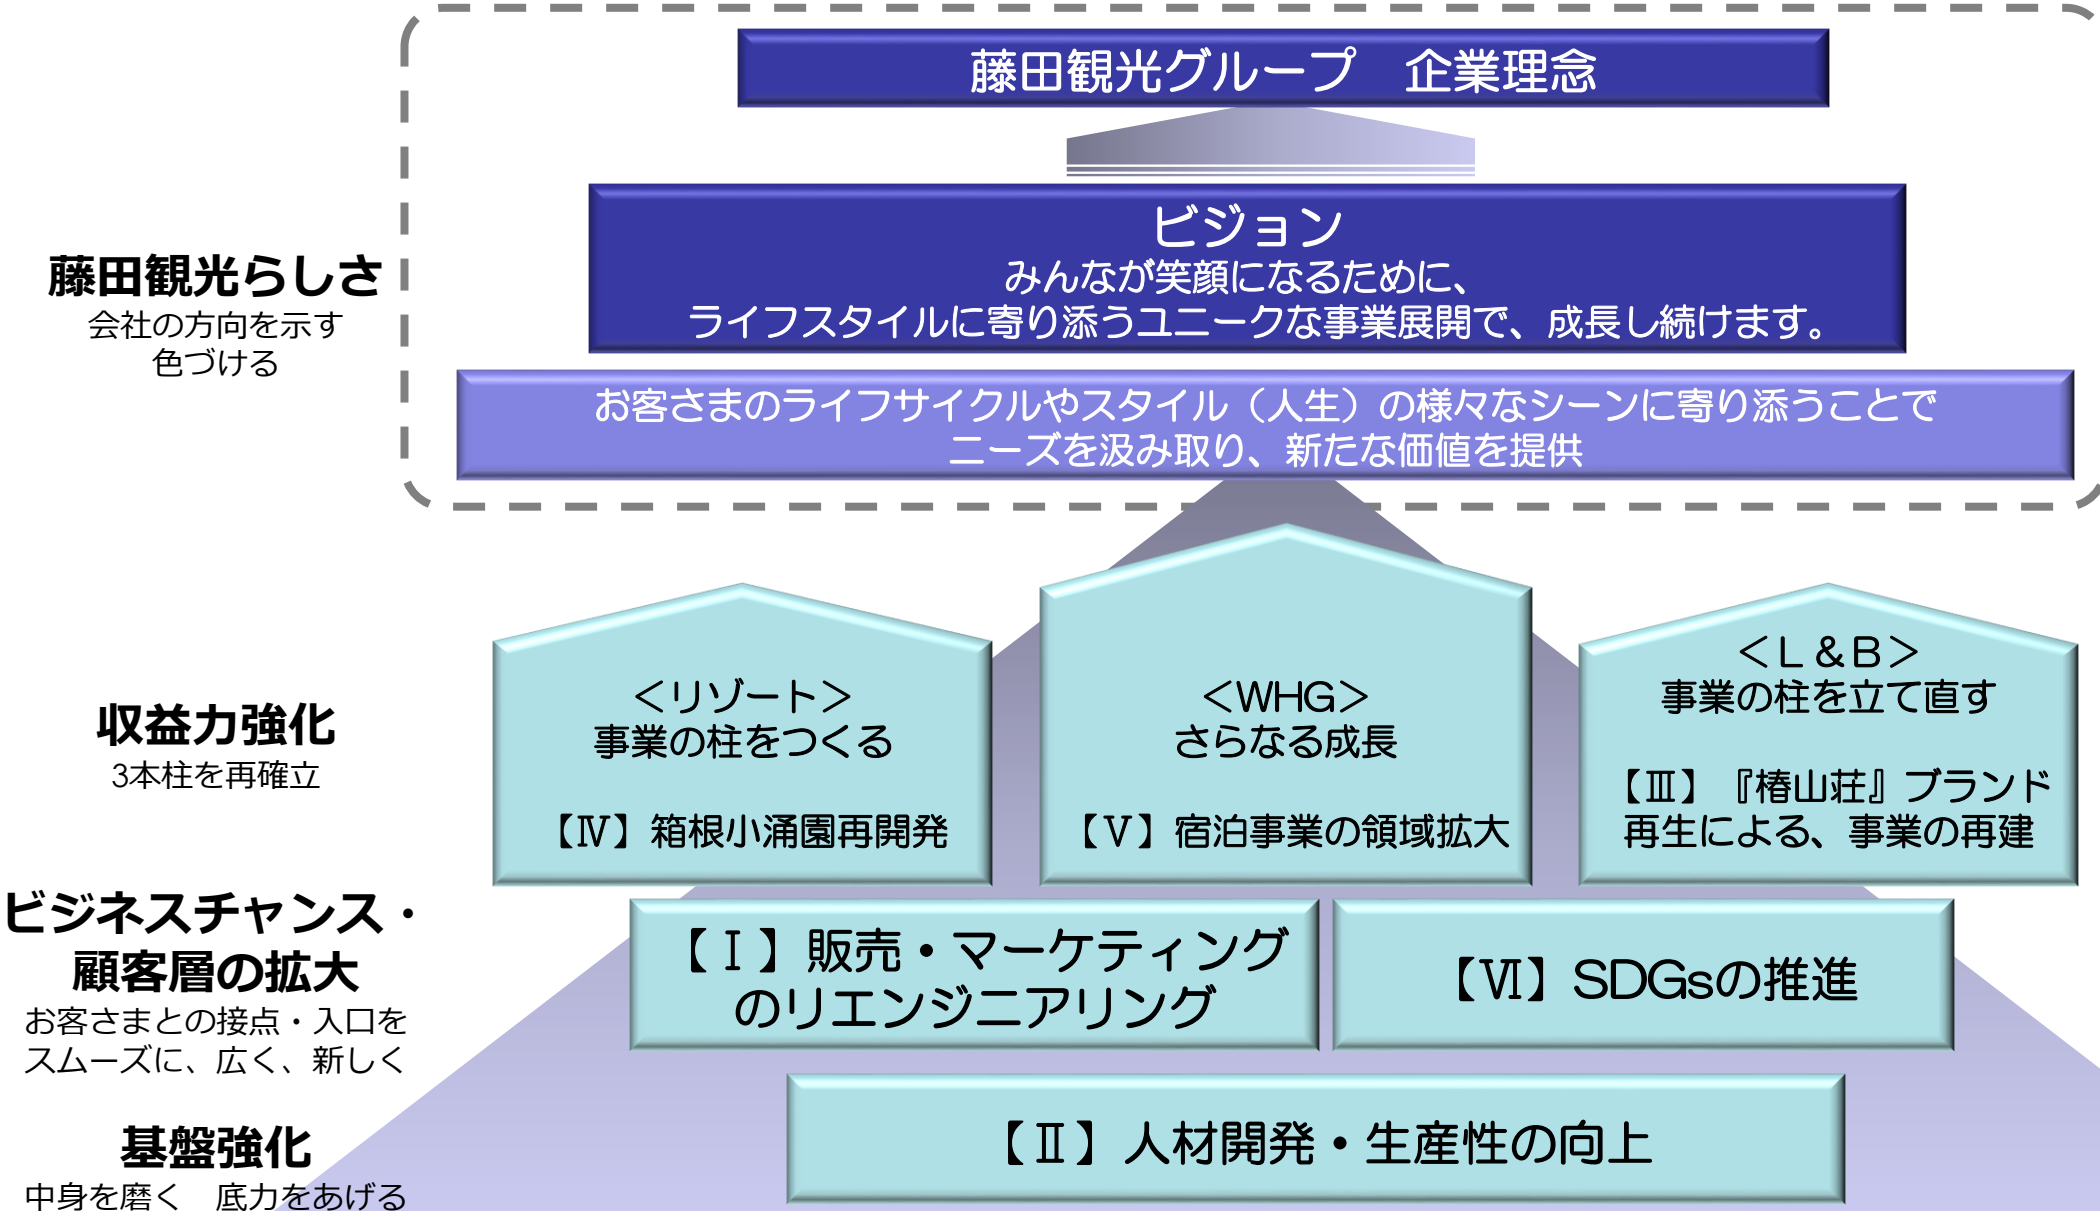 藤田観光グループ　企業理念
ビジョン
みんなが笑顔になるために、
ライフスタイルに寄り添うユニークな事業展開で、成長し続けます。
お客さまのライフサイクルやスタイル（人生）の様々なシーンに寄り添うことで
ニーズを汲み取り、新たな価値を提供
藤田観光らしさ
会社の方向を示す
色づける
収益力強化
3本柱を再確立
＜リゾート＞
事業の柱をつくる
【Ⅳ】箱根小涌園再開発
＜WHG＞
さらなる成長
【Ⅴ】宿泊事業の領域拡大
＜L＆B＞
事業の柱を立て直す
【Ⅲ】『椿山荘』ブランド
再生による、事業の再建
ビジネスチャンス・
顧客層の拡大
お客さまとの接点・入口を
スムーズに、広く、新しく
【Ⅰ】販売・マーケティング
のリエンジニアリング
【Ⅵ】SDGsの推進
基盤強化
中身を磨く　底力をあげる
【Ⅱ】人材開発・生産性の向上